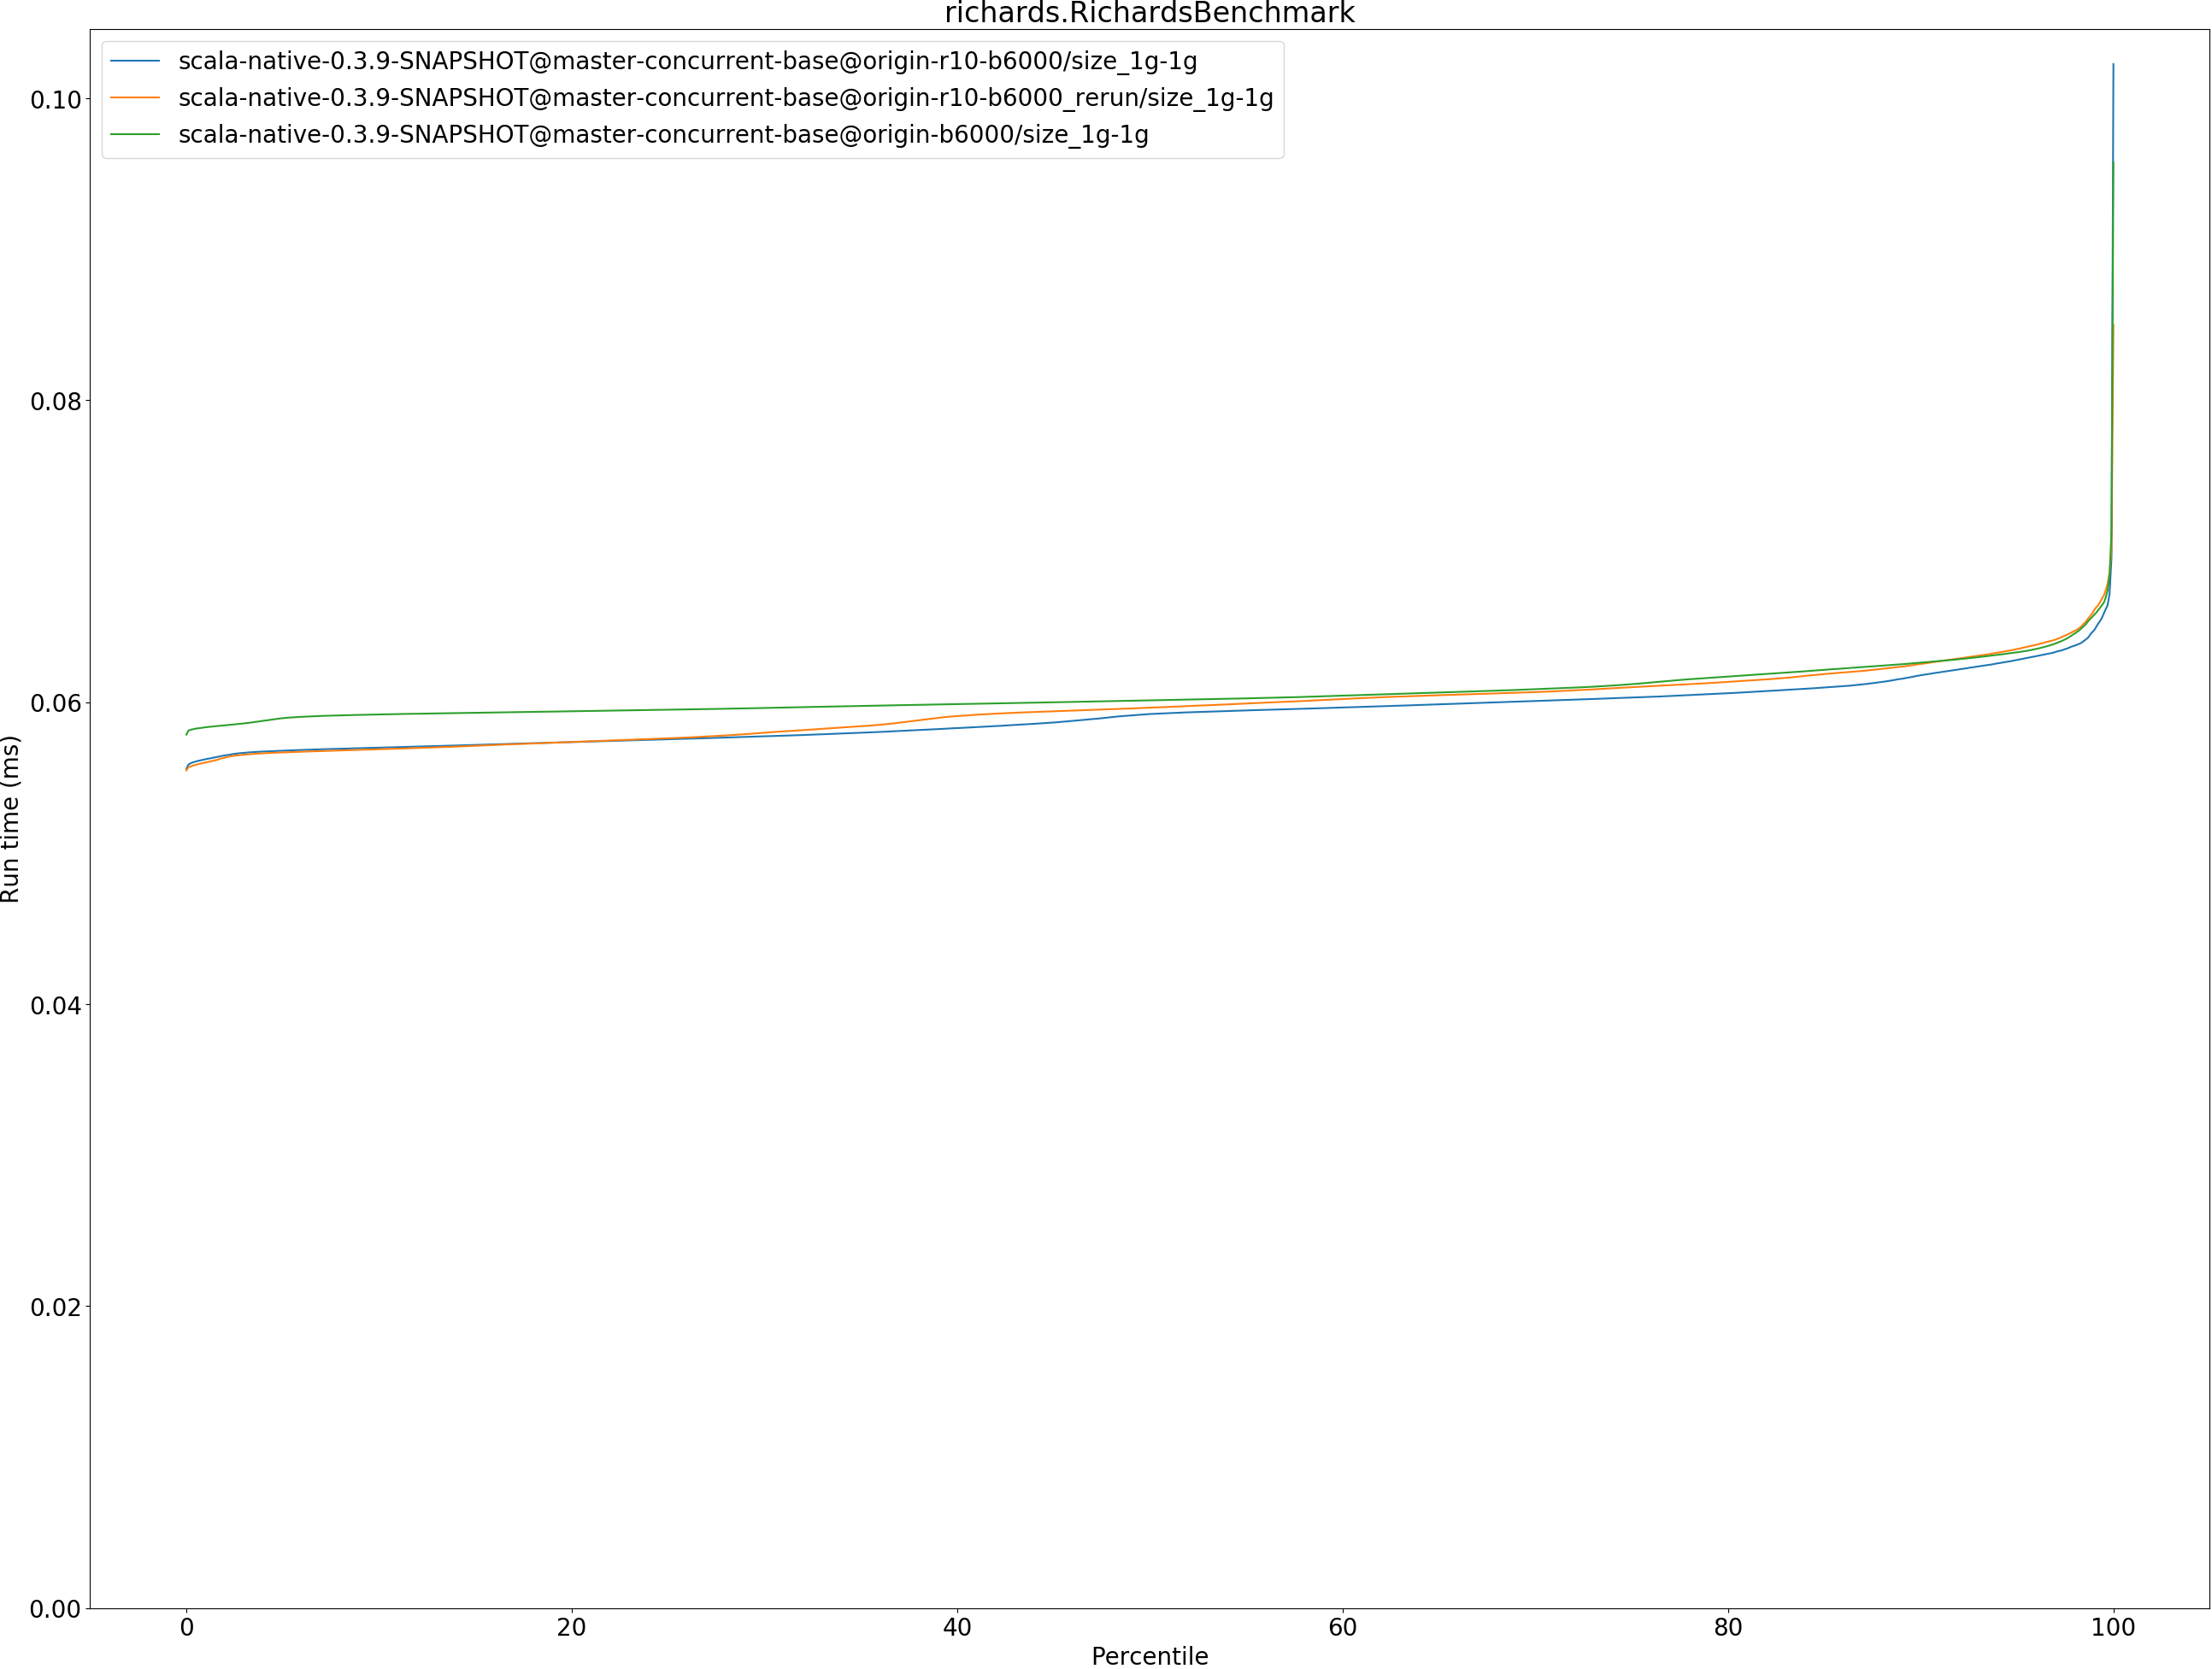 richards.RichardsBenchmark
scala-native-0.3.9-SNAPSHOT@master-concurrent-base@origin-r10-b6000/size_1g-1g
scala-native-0.3.9-SNAPSHOT@master-concurrent-base@origin-r10-b6000_rerun/size_1g-1g
scala-native-0.3.9-SNAPSHOT@master-concurrent-base@origin-b6000/size_1g-1g
0.10
0.08
0.06
0.04
0.02
0.00
Run time (ms)
0 20 40 60 80 100
Percentile